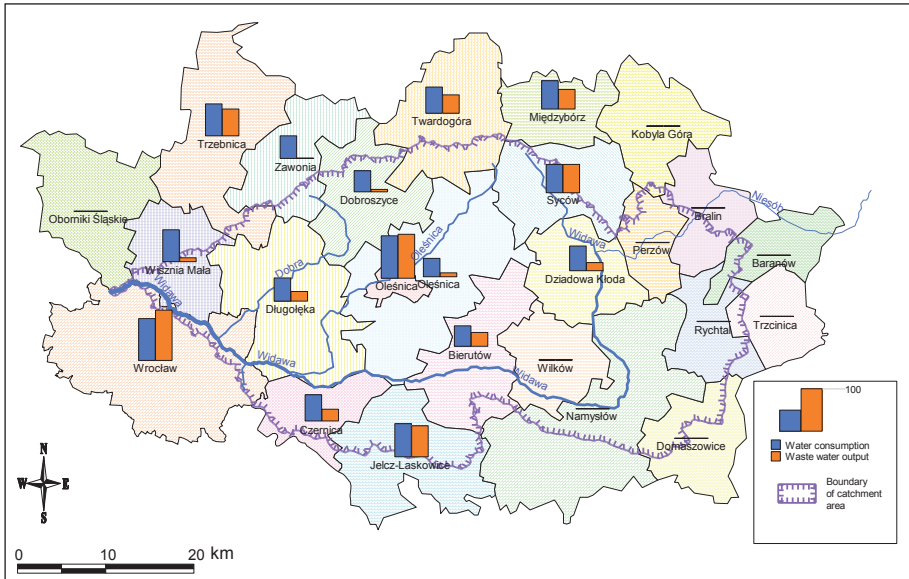 Twardogóra
Międzybórz
Kobyla Góra
Trzebnica
Zawonia
Dobroszyce
Syców
Bralin
Niesób
Oborniki Śląskie
Widawa
Perzów
Baranów
Oleśnica
Wisznia Mała
Dobra
Oleśnica
Oleśnica
Dziadowa Kłoda
Widawa
Długołęka
Rychtal
Trzcinica
Wrocław
Widawa
Bierutów
Wilków
Widawa
Namysłów
Czernica
Jelcz-Laskowice
Domaszowice
100
Water consumption
Waste water output
Boundary
of catchment
area
N
W E
S
0 10 20 km